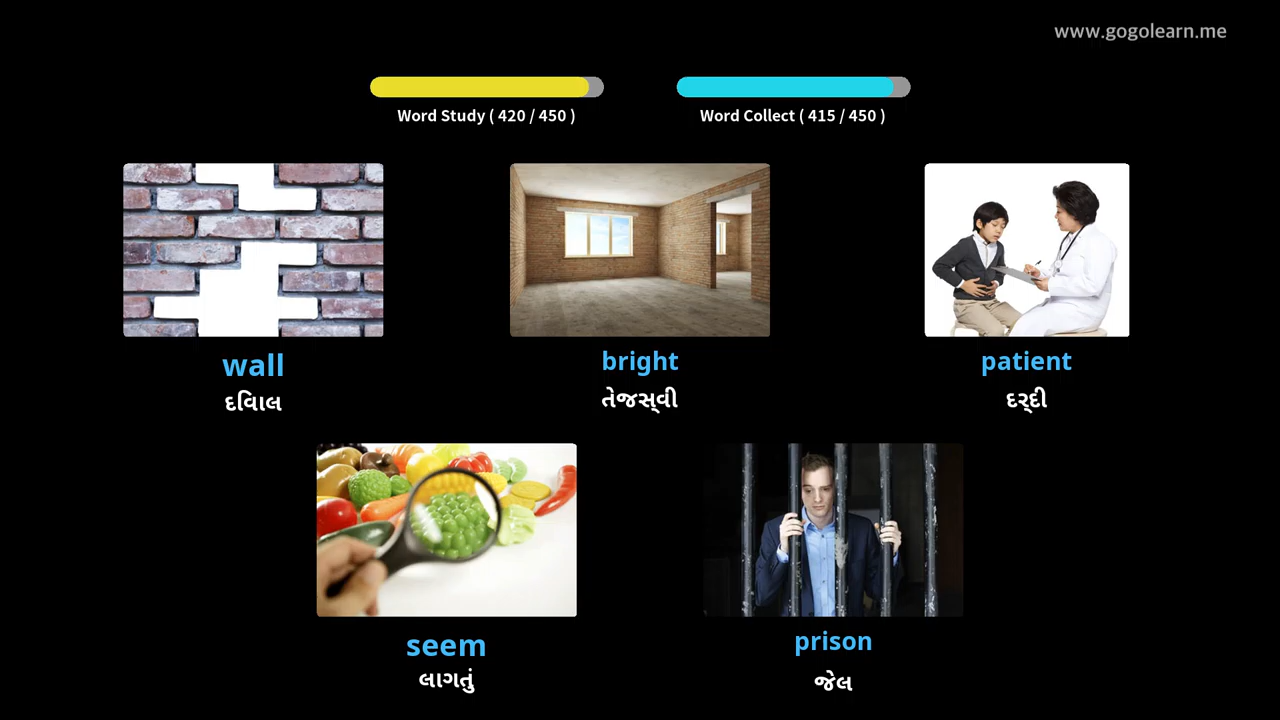 www.gogolearn.me
Word Study ( 420 / 450 )
Word Collect ( 415 / 450 )
wall
દિવાલ
bright
તેજસ્વી
patient
દર્દી
seem
લાગતું
prison
જેલ